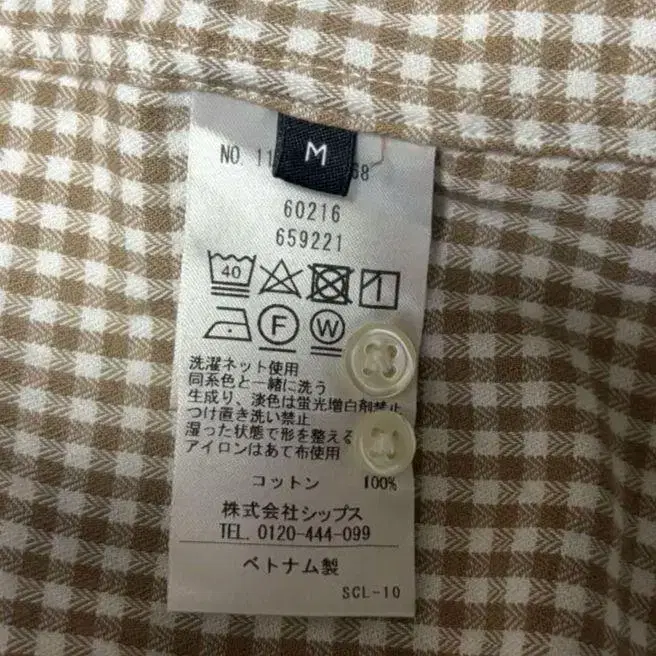 M
NO. 11 68
60216
659221
40
F W
洗濯ネット使用
同系色と一緒に洗う
生成り、淡色は蛍光増白剤禁止
つけ置き洗い禁止
湿った状態で形を整える
アイロンはあて布使用
コットン 100%
株式会社シップス
TEL. 0120-444-099
ベトナム製
SCL-10